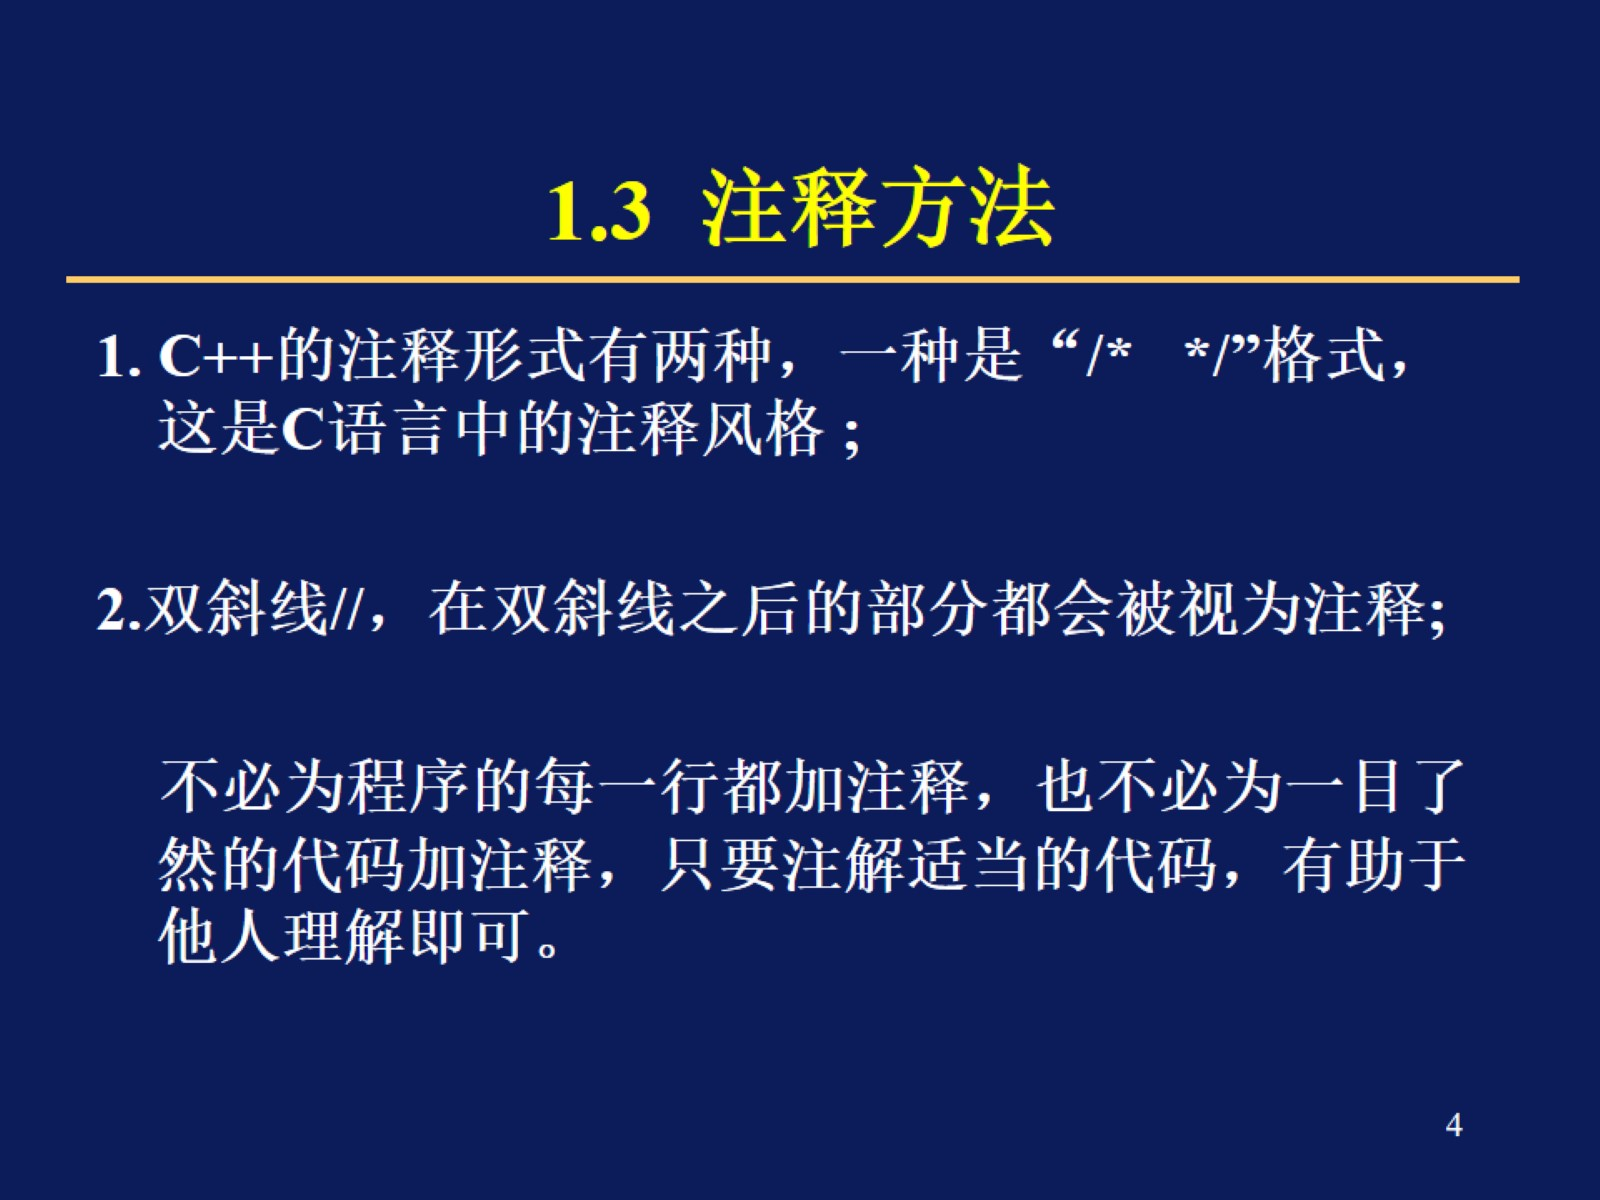 1.3 注释方法
1. C++的注释形式有两种，一种是“/* */”格式，
这是C语言中的注释风格；
2.双斜线//，在双斜线之后的部分都会被视为注释;
不必为程序的每一行都加注释，也不必为一目了
然的代码加注释，只要注解适当的代码，有助于
他人理解即可。
4